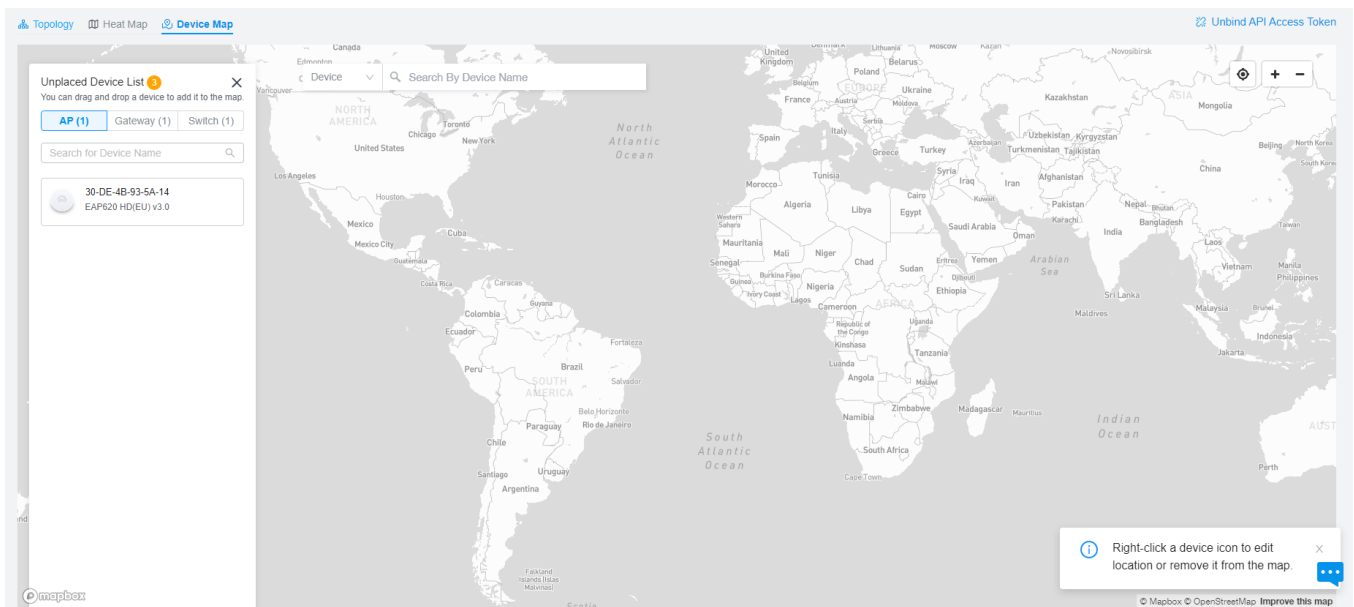 Topology
Heat Map
Device Map
Unbind API Access Token
Unplaced Device List 3
You can drag and drop a device to add it to the map.
AP (1)
Gateway (1)
Switch (1)
Search for Device Name
30-DE-4B-93-5A-14
EAP620 HD(EU) v3.0
Device
Search By Device Name
Canada
Edmonton
Vancouver
NORTH
AMERICA
Toronto
Chicago
New York
United States
Los Angeles
Houston
Mexico
Mexico City
Cuba
Guatemala
Costa Rica
Caracas
Guyana
Colombia
Ecuador
Fortaleza
Peru
Brazil
SOUTH
AMERICA
Salvador
Belo Horizonte
Paraguay
Rio de Janeiro
Chile
Santiago
Uruguay
Argentina
Falkland
Islands (Islas
Malvinas)
North
Atlantic
Ocean
South
Atlantic
Ocean
United
Kingdom
Denmark
Lithuania
Moscow
Kazan
Novosibirsk
Belarus
Poland
Belgium
EUROPE
Ukraine
France
Austria
Moldova
Kazakhstan
ASIA
Mongolia
Serbia
Italy
Spain
Uzbekistan
Kyrgyzstan
Azerbaijan
Turkmenistan
Tajikistan
Beijing
North Korea
South Korea
Greece
Turkey
Syria
China
Tunisia
Iraq
Iran
Afghanistan
Morocco
Cairo
Kuwait
Algeria
Libya
Egypt
Pakistan
Nepal
Bhutan
Western
Sahara
Karachi
Bangladesh
Taiwan
Saudi Arabia
Oman
India
Mauritania
Laos
Mali
Niger
Chad
Sudan
Eritrea
Yemen
Arabian
Sea
Senegal
Vietnam
Manila
Philippines
Burkina Faso
Guinea
Djibouti
Nigeria
Ethiopia
Ivory Coast
Lagos
Cameroon
AFRICA
Sri Lanka
Maldives
Malaysia
Brunei
Republic of
the Congo
Uganda
Kinshasa
Indonesia
Tanzania
Jakarta
Luanda
Angola
Malawi
Zimbabwe
Namibia
Madagascar
Mauritius
Indian
Ocean
AUST
South Africa
Cape Town
Perth
Right-click a device icon to edit
location or remove it from the map.
mapbox
© Mapbox © OpenStreetMap Improve this map